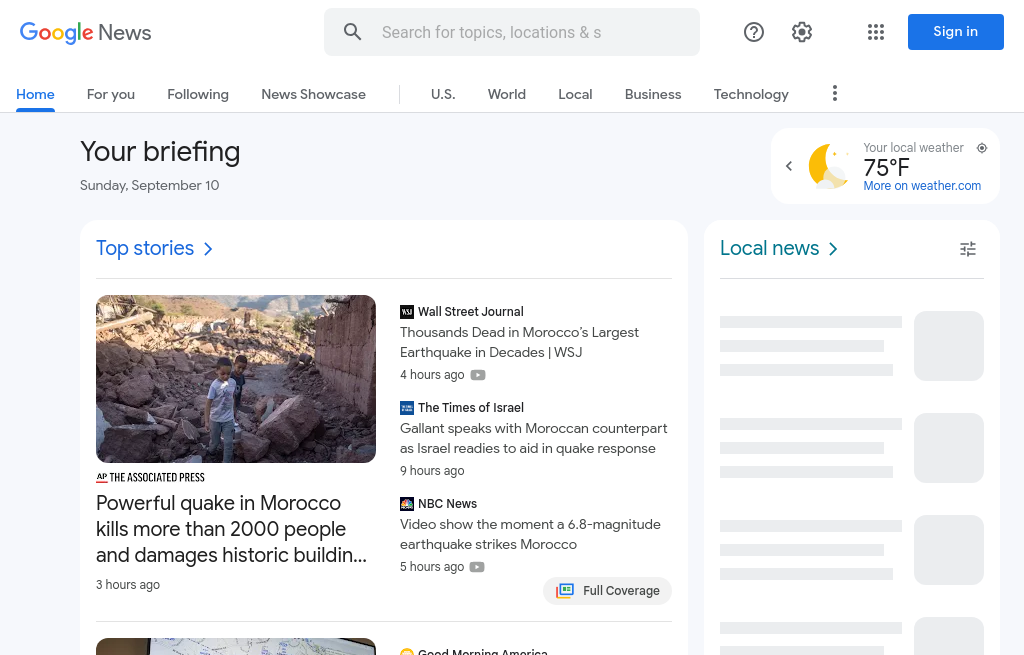 Google News
Search for topics, locations & s
Sign in
Home
For you
Following
News Showcase
U.S.
World
Local
Business
Technology
Your briefing
Sunday, September 10
Your local weather
75°F
More on weather.com
Top stories
Local news
AP THE ASSOCIATED PRESS
Powerful quake in Morocco
kills more than 2000 people
and damages historic buildin...
3 hours ago
WSJ Wall Street Journal
Thousands Dead in Morocco's Largest
Earthquake in Decades | WSJ
4 hours ago
The Times of Israel
Gallant speaks with Moroccan counterpart
as Israel readies to aid in quake response
9 hours ago
NBC News
Video show the moment a 6.8-magnitude
earthquake strikes Morocco
5 hours ago
Full Coverage
Good Morning America